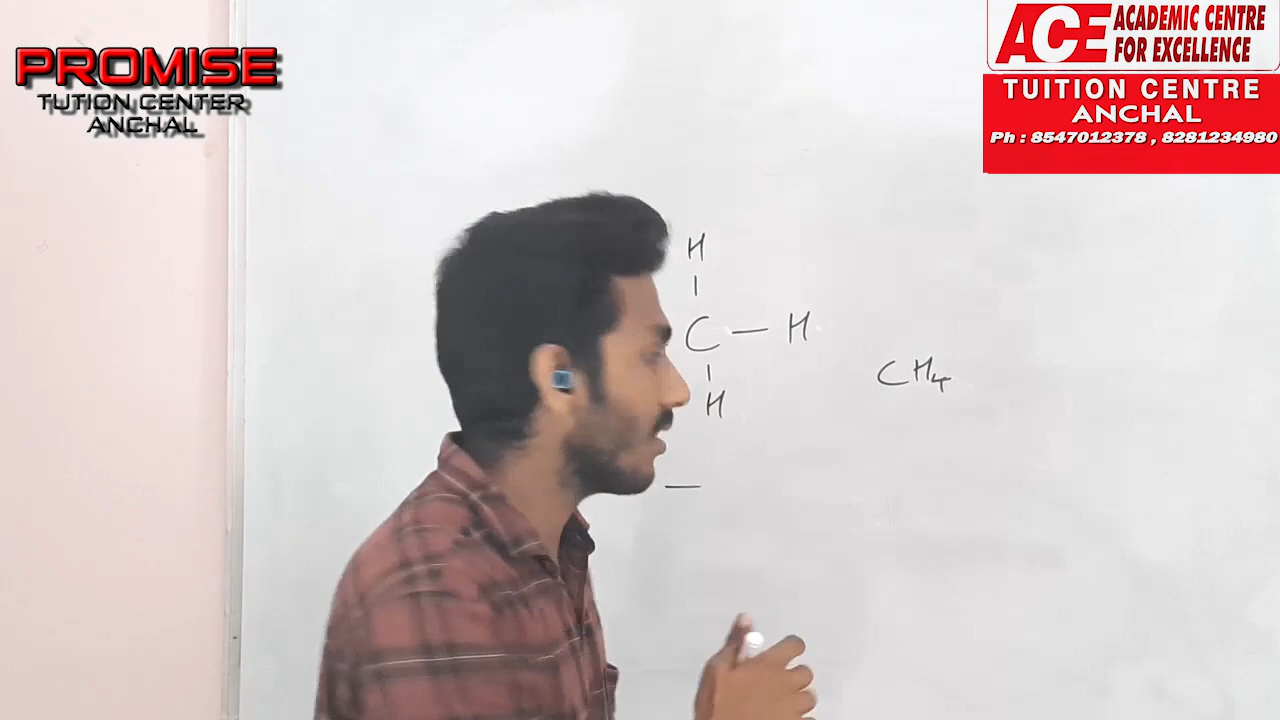 PROMISE
TUTION CENTER
ANCHAL
ACE ACADEMIC CENTRE
FOR EXCELLENCE
TUITION CENTRE
ANCHAL
Ph : 8547012378 , 8281234980
H
C — H
H
CH4